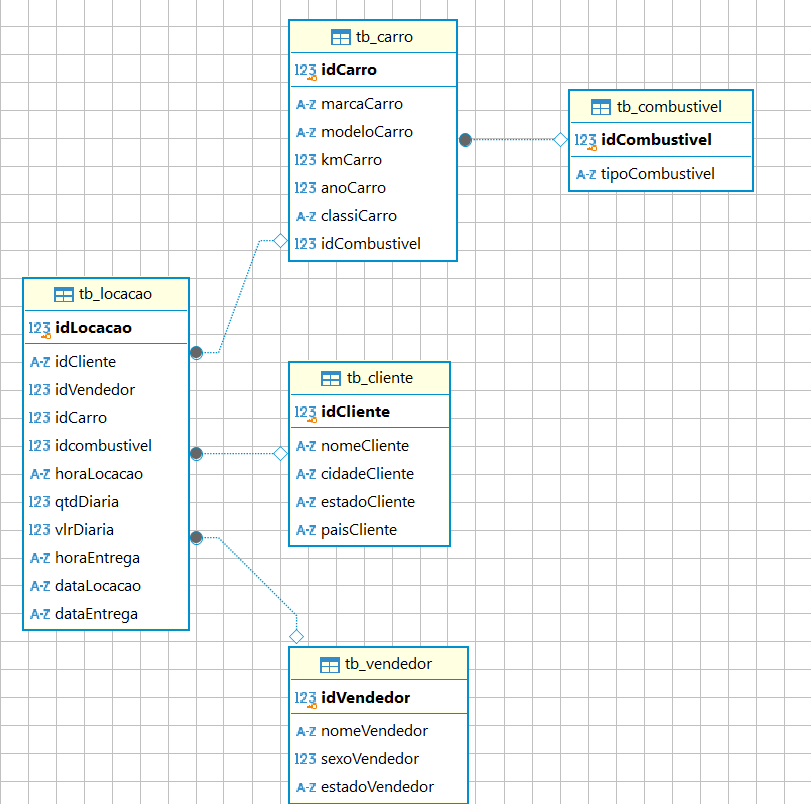 tb_carro
123 idCarro
A-Z marcaCarro
A-Z modeloCarro
123 kmCarro
123 anoCarro
A-Z classiCarro
123 idCombustivel
tb_combustivel
123 idCombustivel
A-Z tipoCombustivel
tb_locacao
123 idLocacao
A-Z idCliente
123 idVendedor
123 idCarro
123 idcombustivel
A-Z horaLocacao
123 qtdDiaria
123 vlrDiaria
A-Z horaEntrega
A-Z dataLocacao
A-Z dataEntrega
tb_cliente
123 idCliente
A-Z nomeCliente
A-Z cidadeCliente
A-Z estadoCliente
A-Z paisCliente
tb_vendedor
123 idVendedor
A-Z nomeVendedor
123 sexoVendedor
A-Z estadoVendedor